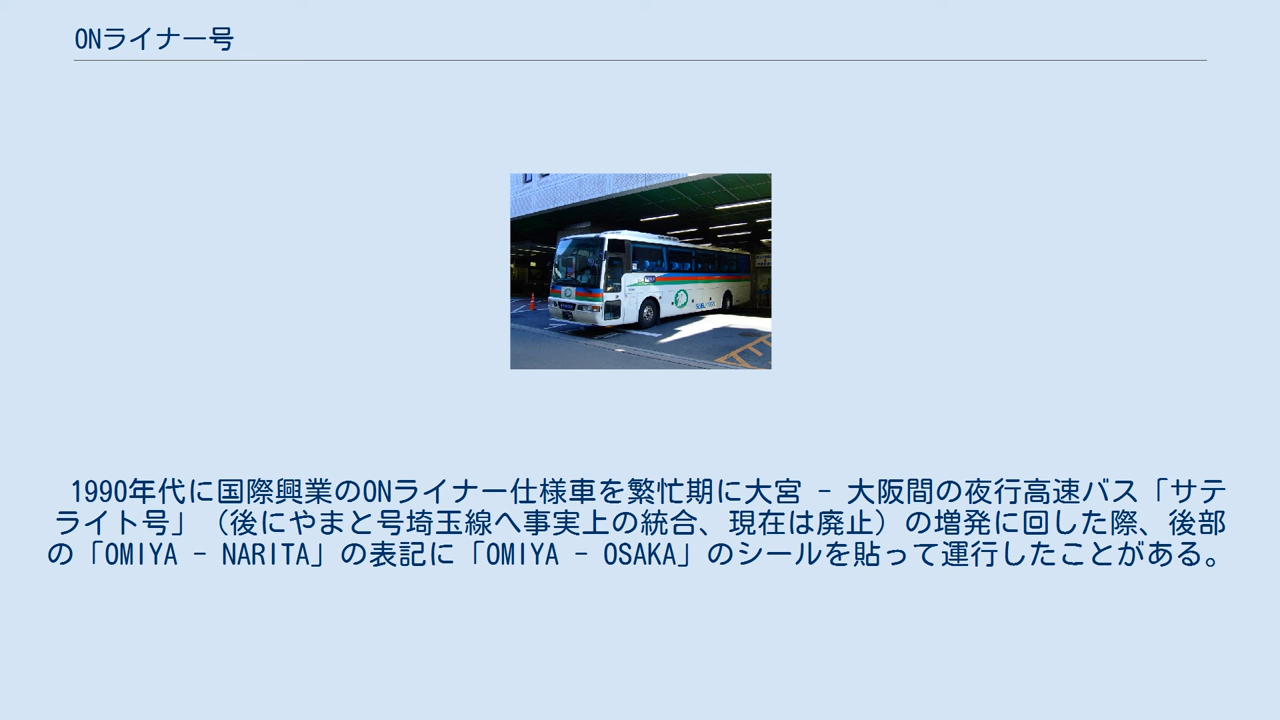 ONライナー号
1990年代に国際興業のONライナー仕様車を繁忙期に大宮 - 大阪間の夜行高速バス「サテ
ライト号」（後にやまと号埼玉線へ事実上の統合、現在は廃止）の増発に回した際、後部
の「OMIYA - NARITA」の表記に「OMIYA - OSAKA」のシールを貼って運行したことがある。